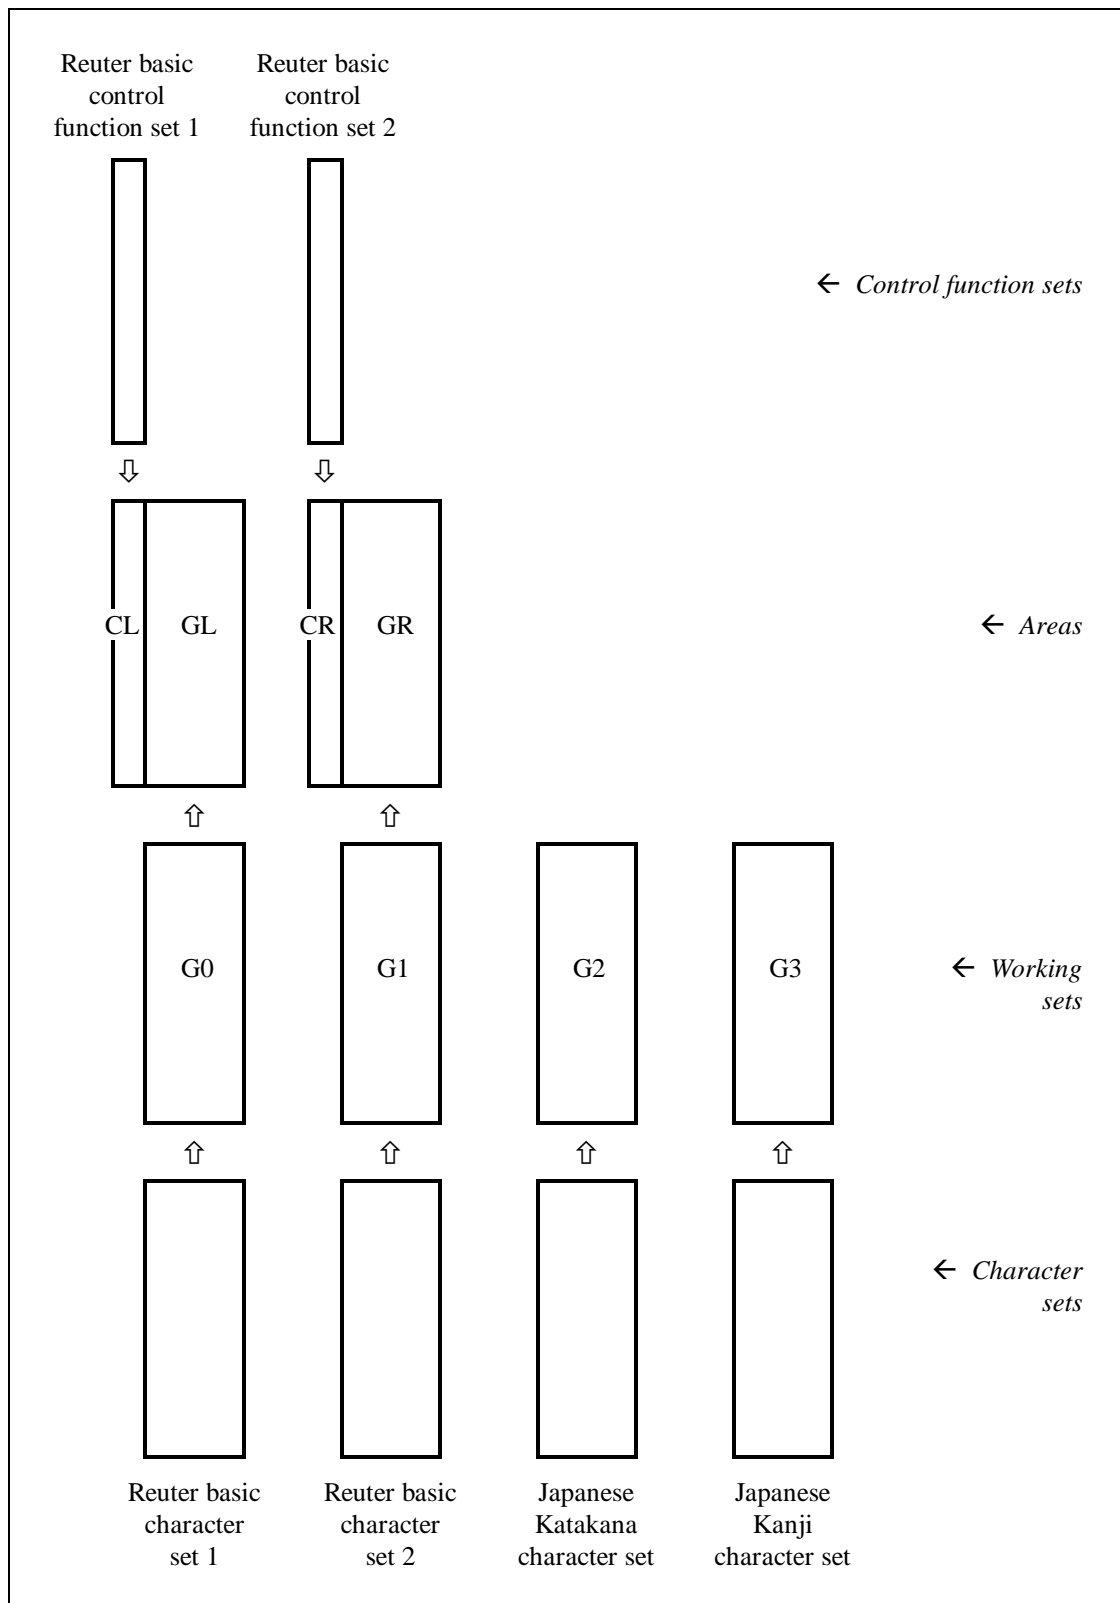 Reuter basic
control
function set 1
Reuter basic
control
function set 2
← Control function sets
CL
GL
CR
GR
← Areas
G0
G1
G2
G3
← Working
sets
← Character
sets
Reuter basic
character
set 1
Reuter basic
character
set 2
Japanese
Katakana
character set
Japanese
Kanji
character set